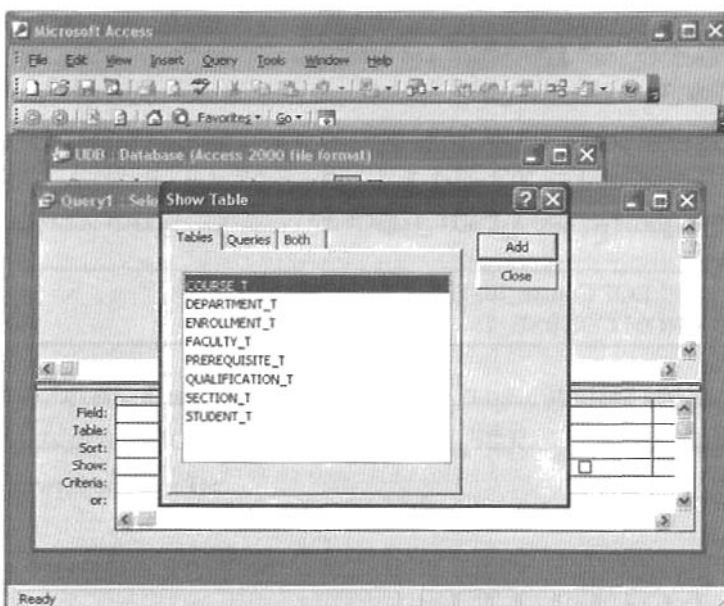 Microsoft Access
File Edit View Insert Query Tools Window Help
Favorites Go
UDB : Database (Access 2000 file format)
Query1 : Sele
Show Table
Tables Queries Both
Add
Close
COURSE_T
DEPARTMENT_T
ENROLLMENT_T
FACULTY_T
PREREQUISITE_T
QUALIFICATION_T
SECTION_T
STUDENT_T
Field:
Table:
Sort:
Show:
Criteria:
or:
Ready